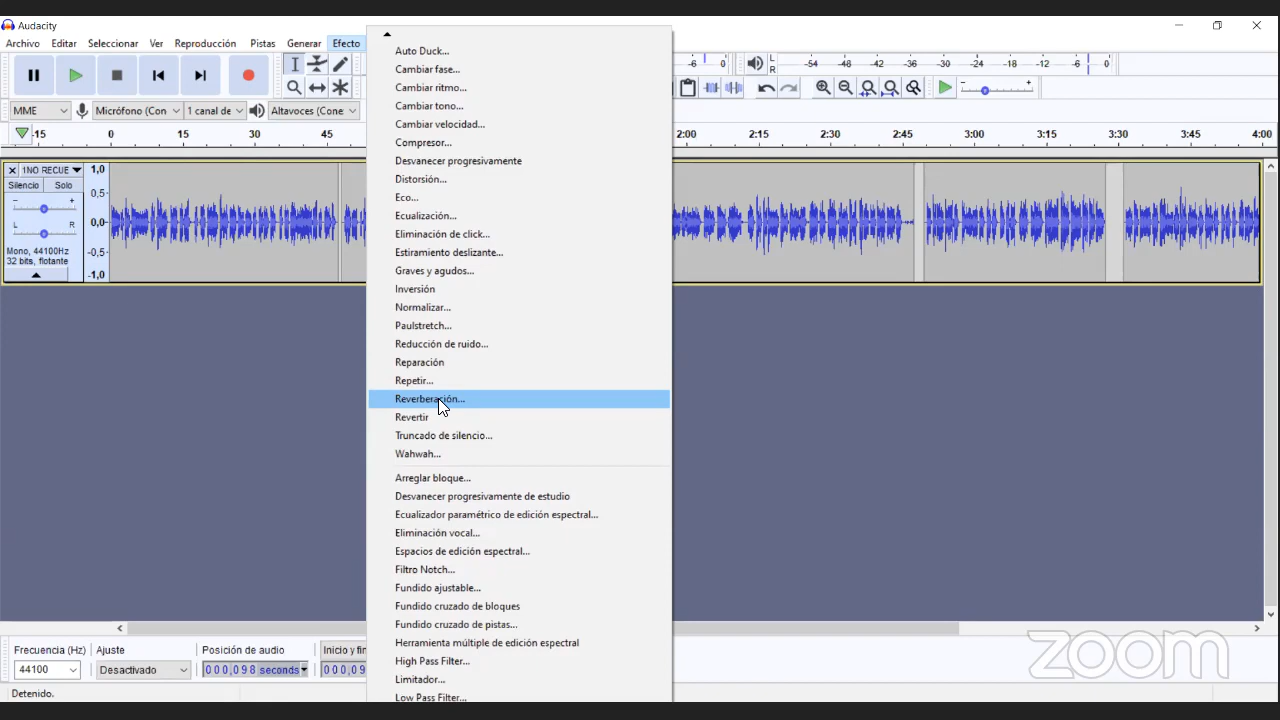 Audacity
Archivo Editar Seleccionar Ver Reproducción Pistas Generar Efecto
-6 0 L R -54 -48 -42 -36 -30 -24 -18 -12 -6 0
MME Micrófono (Con 1 canal de Altavoces (Cone
-15 0 15 30 45 2:00 2:15 2:30 2:45 3:00 3:15 3:30 3:45 4:00
1NO RECUE
Silencio Solo
- +
L R
Mono, 44100Hz
32 bits, flotante
1,0
0,5-
0,0-
-0,5-
-1,0
Auto Duck...
Cambiar fase...
Cambiar ritmo...
Cambiar tono...
Cambiar velocidad...
Compresor...
Desvanecer progresivamente
Distorsión...
Eco...
Ecualización...
Eliminación de click...
Estiramiento deslizante...
Graves y agudos...
Inversión
Normalizar...
Paulstretch...
Reducción de ruido...
Reparación
Repetir...
Reverberación...
Revertir
Truncado de silencio...
Wahwah...
Arreglar bloque...
Desvanecer progresivamente de estudio
Ecualizador paramétrico de edición espectral...
Eliminación vocal...
Espacios de edición espectral...
Filtro Notch...
Fundido ajustable...
Fundido cruzado de bloques
Fundido cruzado de pistas...
Herramienta múltiple de edición espectral
High Pass Filter...
Limitador...
Low Pass Filter...
Frecuencia (Hz) Ajuste Posición de audio Inicio y fin
44100 Desactivado 000,098 seconds 000,09
Detenido.
zoom